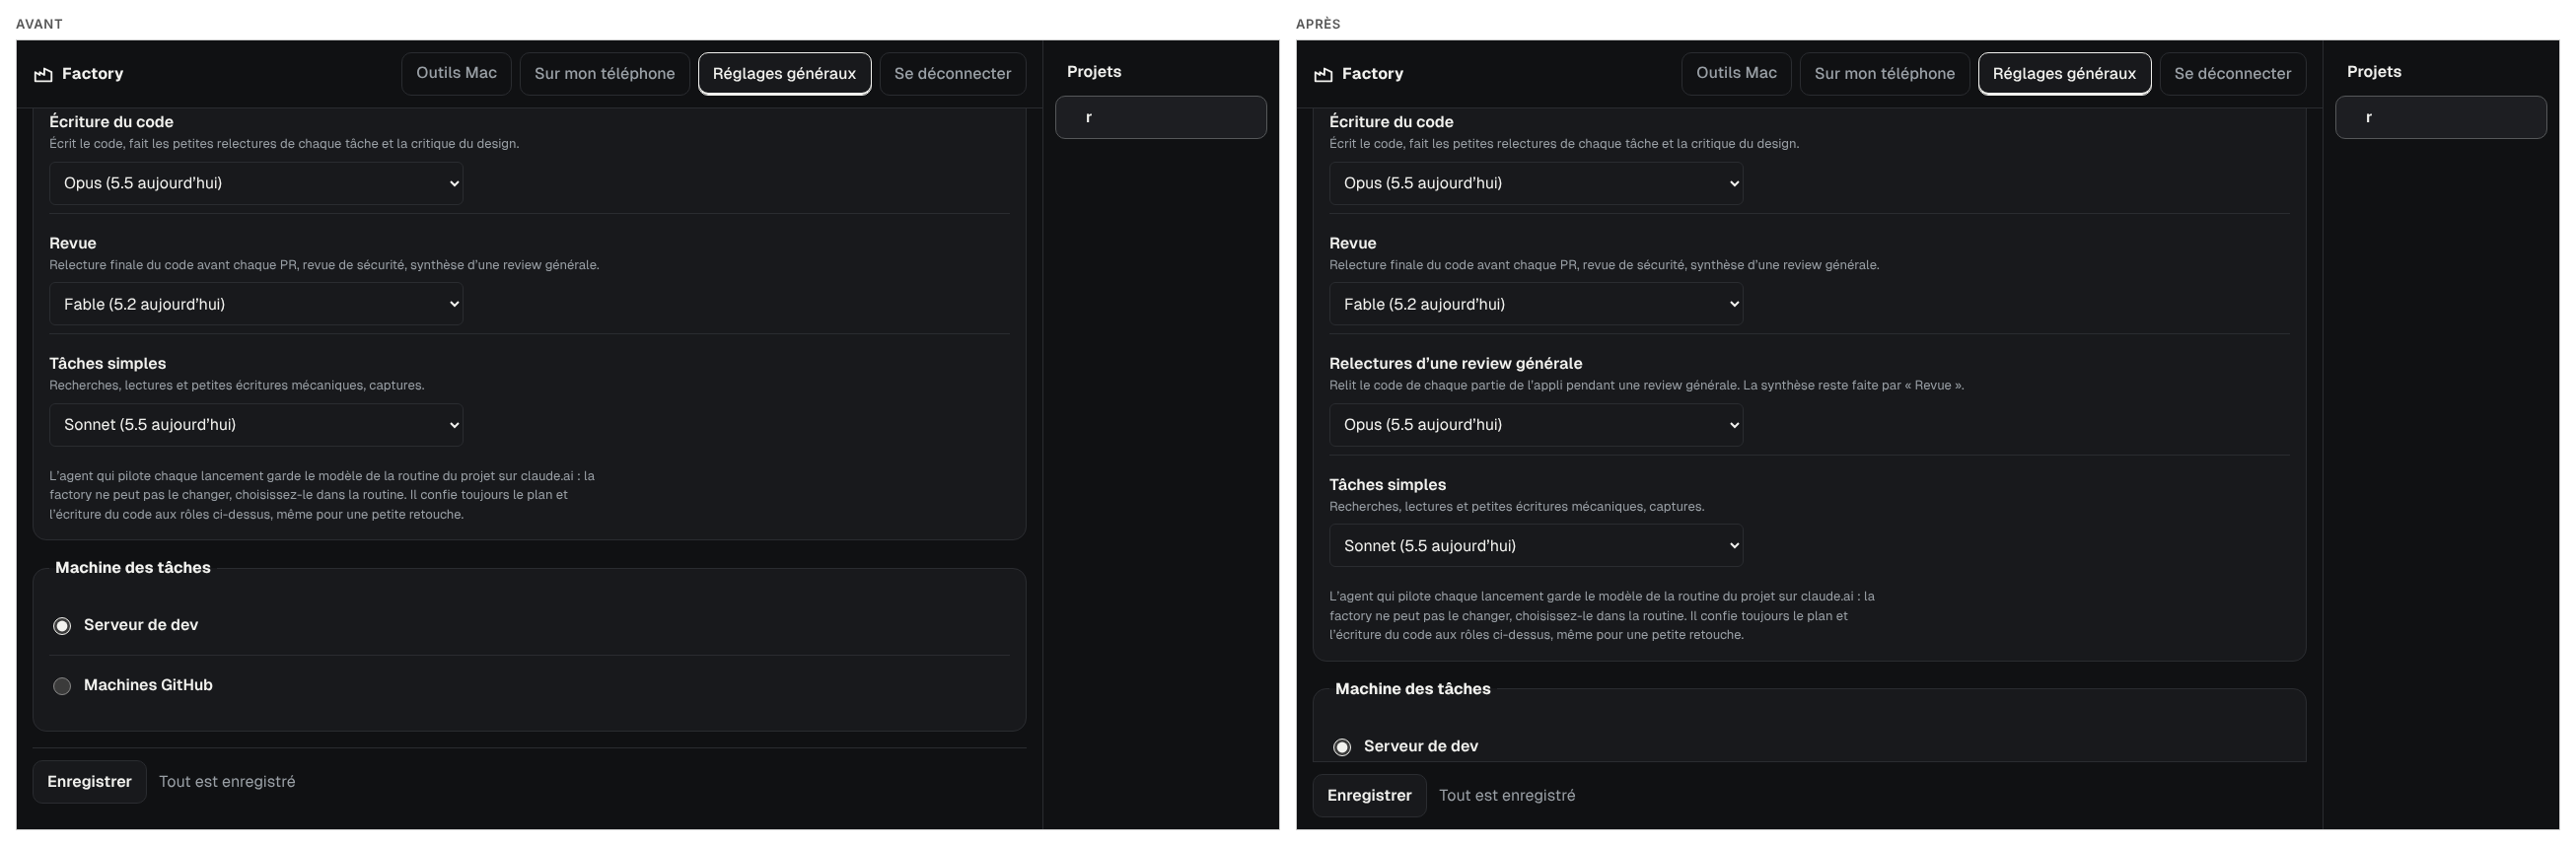 AVANT
Factory
Outils Mac
Sur mon téléphone
Réglages généraux
Se déconnecter
Projets
r
Écriture du code
Écrit le code, fait les petites relectures de chaque tâche et la critique du design.
Opus (5.5 aujourd’hui)
Revue
Relecture finale du code avant chaque PR, revue de sécurité, synthèse d’une review générale.
Fable (5.2 aujourd’hui)
Tâches simples
Recherches, lectures et petites écritures mécaniques, captures.
Sonnet (5.5 aujourd’hui)
L’agent qui pilote chaque lancement garde le modèle de la routine du projet sur claude.ai : la
factory ne peut pas le changer, choisissez-le dans la routine. Il confie toujours le plan et
l’écriture du code aux rôles ci-dessus, même pour une petite retouche.
Machine des tâches
Serveur de dev
Machines GitHub
Enregistrer
Tout est enregistré
APRÈS
Factory
Outils Mac
Sur mon téléphone
Réglages généraux
Se déconnecter
Projets
r
Écriture du code
Écrit le code, fait les petites relectures de chaque tâche et la critique du design.
Opus (5.5 aujourd’hui)
Revue
Relecture finale du code avant chaque PR, revue de sécurité, synthèse d’une review générale.
Fable (5.2 aujourd’hui)
Relectures d’une review générale
Relit le code de chaque partie de l’appli pendant une review générale. La synthèse reste faite par « Revue ».
Opus (5.5 aujourd’hui)
Tâches simples
Recherches, lectures et petites écritures mécaniques, captures.
Sonnet (5.5 aujourd’hui)
L’agent qui pilote chaque lancement garde le modèle de la routine du projet sur claude.ai : la
factory ne peut pas le changer, choisissez-le dans la routine. Il confie toujours le plan et
l’écriture du code aux rôles ci-dessus, même pour une petite retouche.
Machine des tâches
Serveur de dev
Enregistrer
Tout est enregistré